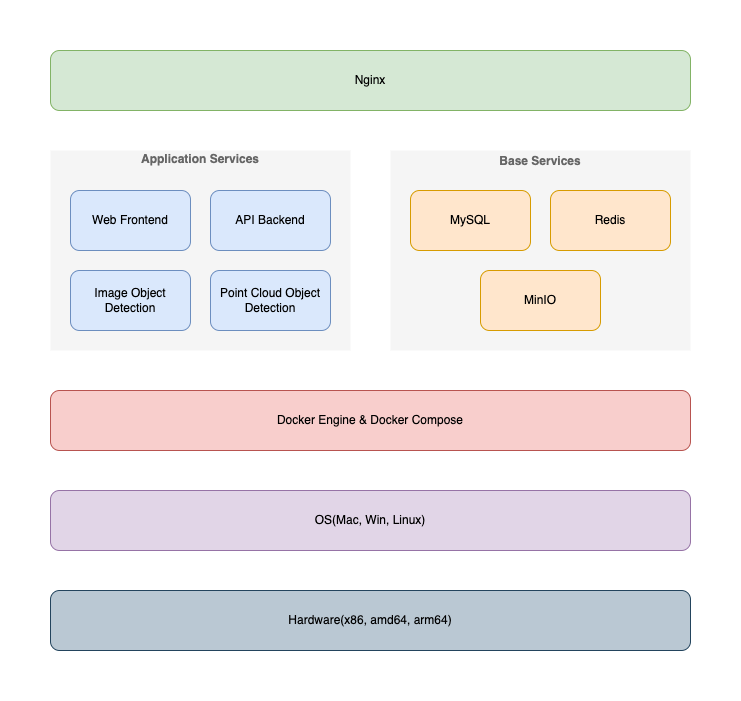 Nginx
Application Services
Web Frontend
API Backend
Image Object
Detection
Point Cloud Object
Detection
Base Services
MySQL
Redis
MinIO
Docker Engine & Docker Compose
OS(Mac, Win, Linux)
Hardware(x86, amd64, arm64)